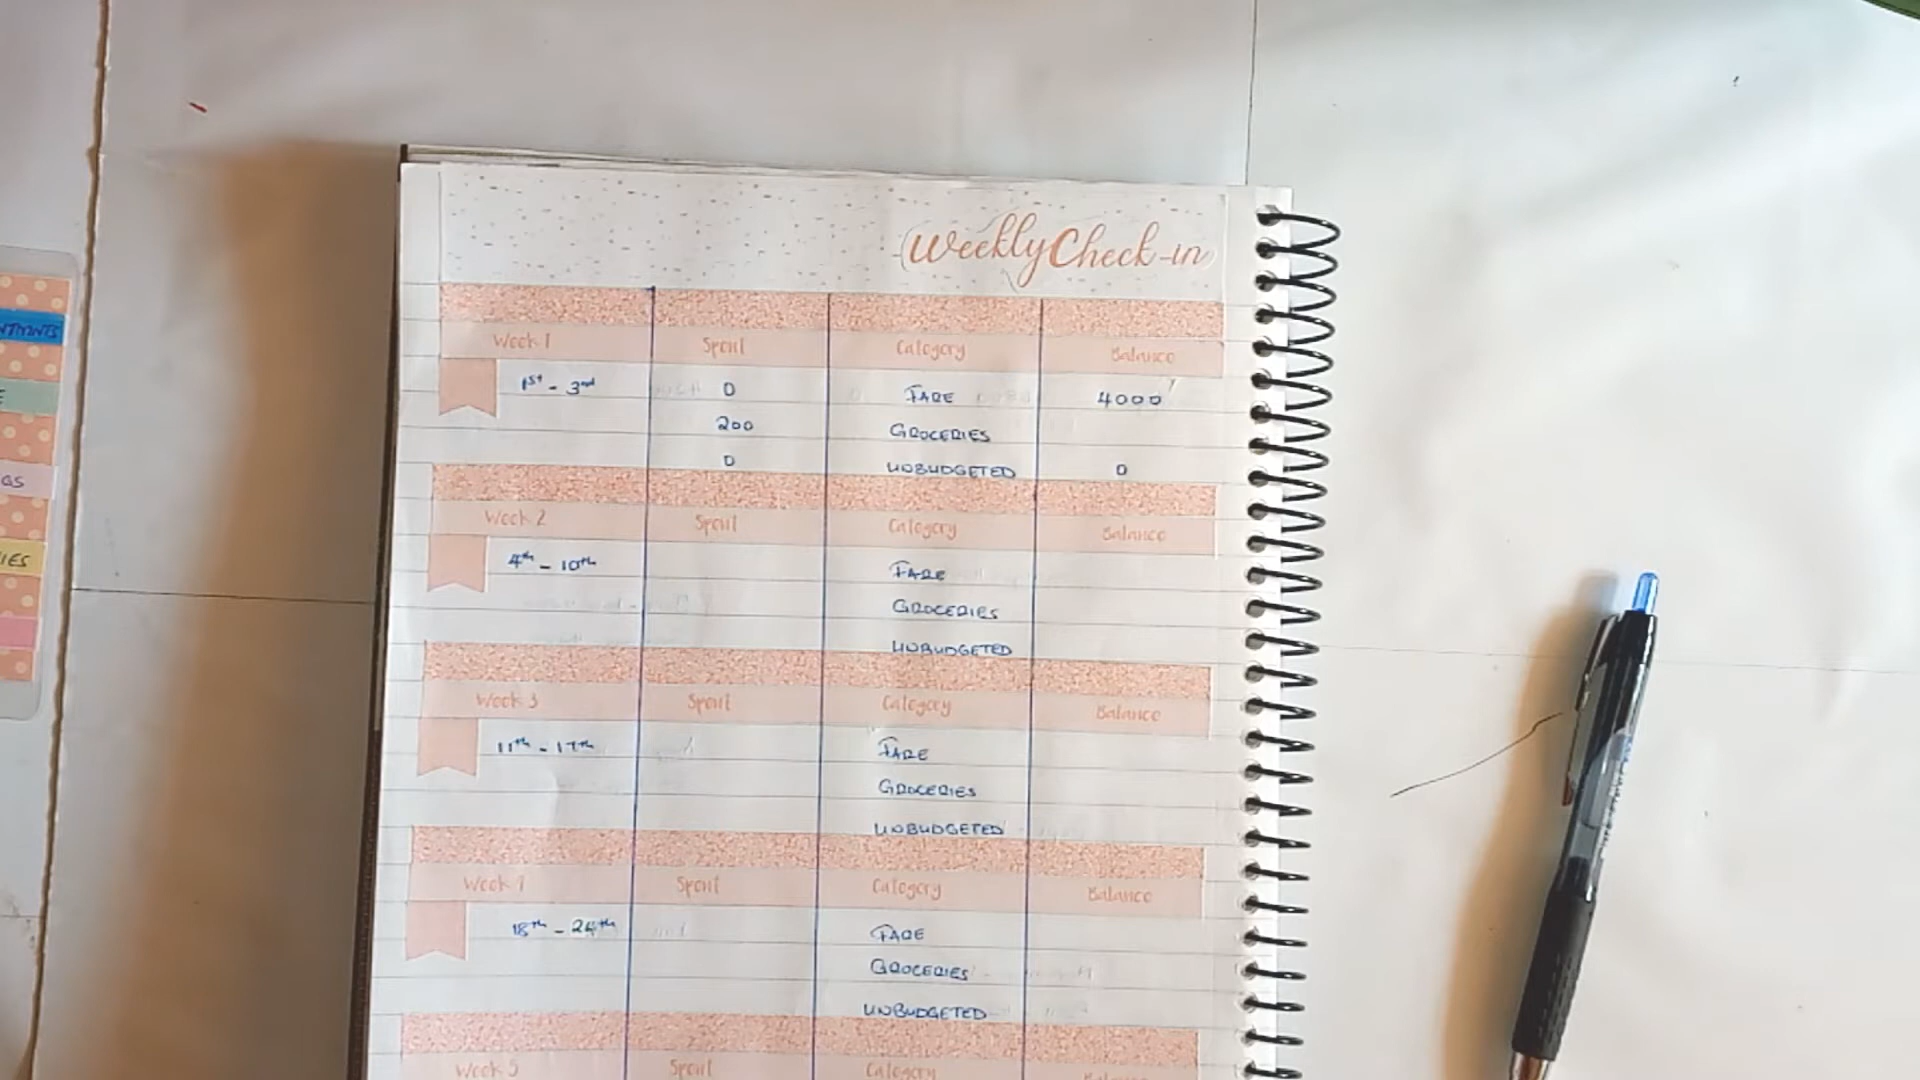 Weekly Check-in
Week 1 Spent Category Balance
1st - 3rd 0 FARE 4000
200 GROCERIES
0 UNBUDGETED 0
Week 2 Spent Category Balance
4th - 10th FARE
GROCERIES
UNBUDGETED
Week 3 Spent Category Balance
11th - 17th FARE
GROCERIES
UNBUDGETED
Week 4 Spent Category Balance
18th - 24th FARE
GROCERIES
UNBUDGETED
Week 5 Spent Category Balance